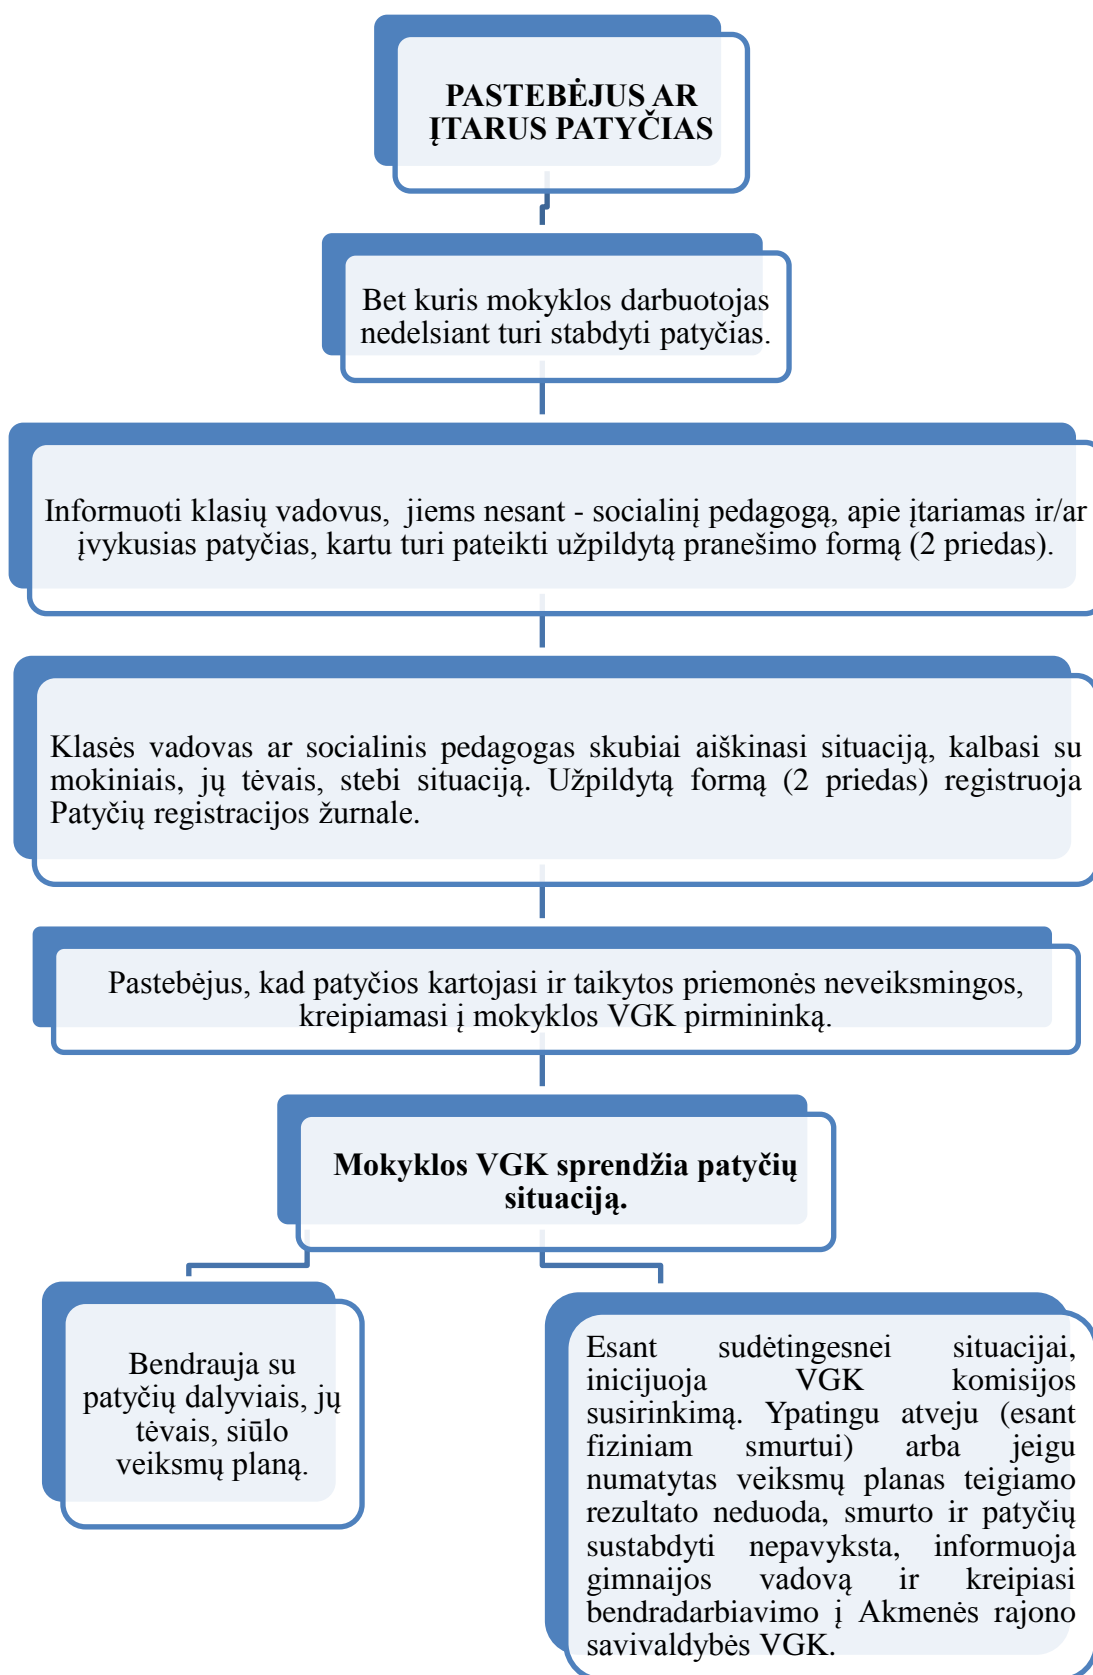 PASTEBĖJUS AR
ĮTARUS PATYČIAS
Bet kuris mokyklos darbuotojas
nedelsiant turi stabdyti patyčias.
Informuoti klasių vadovus, jiems nesant - socialinį pedagogą, apie įtariamas ir/ar
įvykusias patyčias, kartu turi pateikti užpildytą pranešimo formą (2 priedas).
Klasės vadovas ar socialinis pedagogas skubiai aiškinasi situaciją, kalbasi su
mokiniais, jų tėvais, stebi situaciją. Užpildytą formą (2 priedas) registruoja
Patyčių registracijos žurnale.
Pastebėjus, kad patyčios kartojasi ir taikytos priemonės neveiksmingos,
kreipiamasi į mokyklos VGK pirmininką.
Mokyklos VGK sprendžia patyčių
situaciją.
Bendrauja su
patyčių dalyviais, jų
tėvais, siūlo
veiksmų planą.
Esant sudėtingesnei situacijai,
inicijuoja VGK komisijos
susirinkimą. Ypatingu atveju (esant
fiziniam smurtui) arba jeigu
numatytas veiksmų planas teigiamo
rezultato neduoda, smurto ir patyčių
sustabdyti nepavyksta, informuoja
gimnaijos vadovą ir kreipiasi
bendradarbiavimo į Akmenės rajono
savivaldybės VGK.